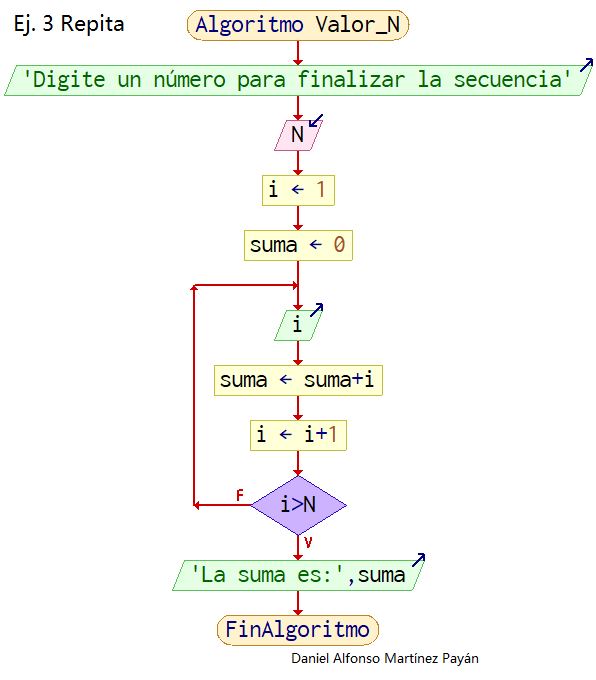 Ej. 3 Repita
Algoritmo Valor_N
'Digite un número para finalizar la secuencia'
N
i ← 1
suma ← 0
i
suma ← suma+i
i ← i+1
F
i>N
V
'La suma es:',suma
FinAlgoritmo
Daniel Alfonso Martínez Payán